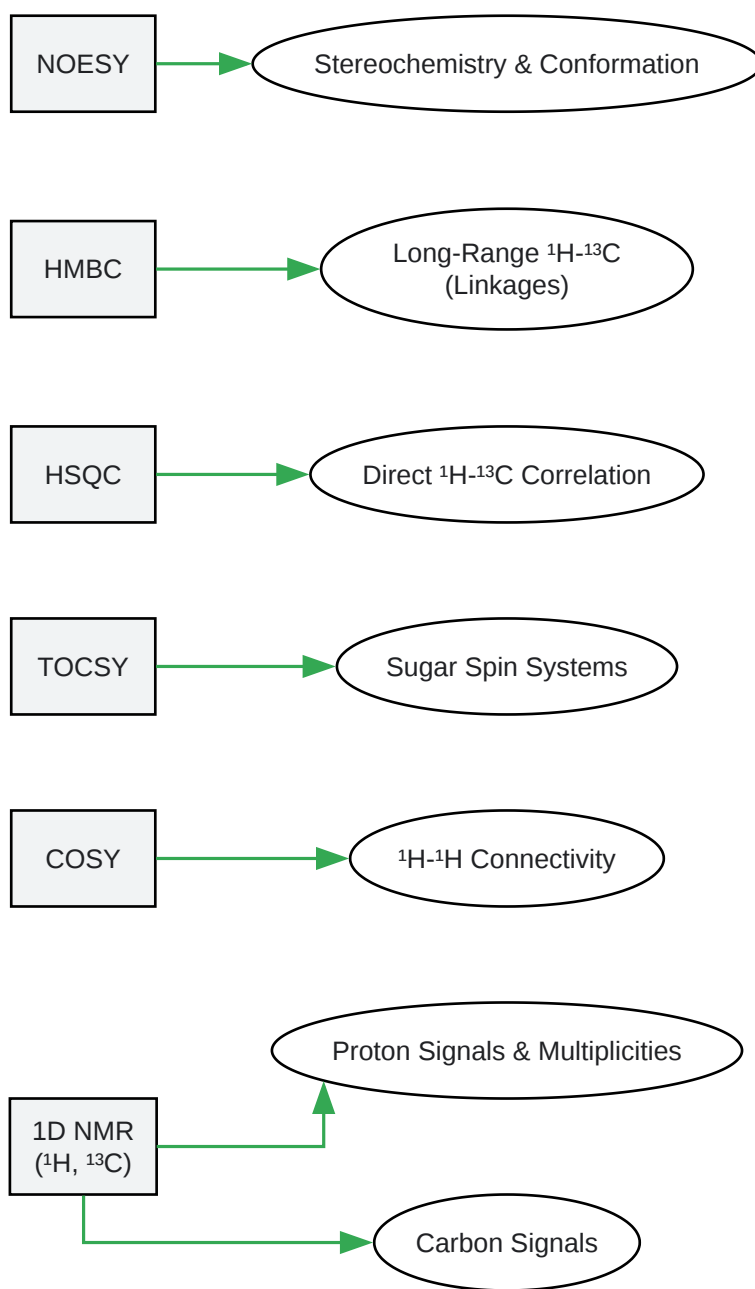 NOESY
Stereochemistry & Conformation
HMBC
Long-Range ¹H-¹³C
(Linkages)
HSQC
Direct ¹H-¹³C Correlation
TOCSY
Sugar Spin Systems
COSY
¹H-¹H Connectivity
Proton Signals & Multiplicities
1D NMR
(¹H, ¹³C)
Carbon Signals